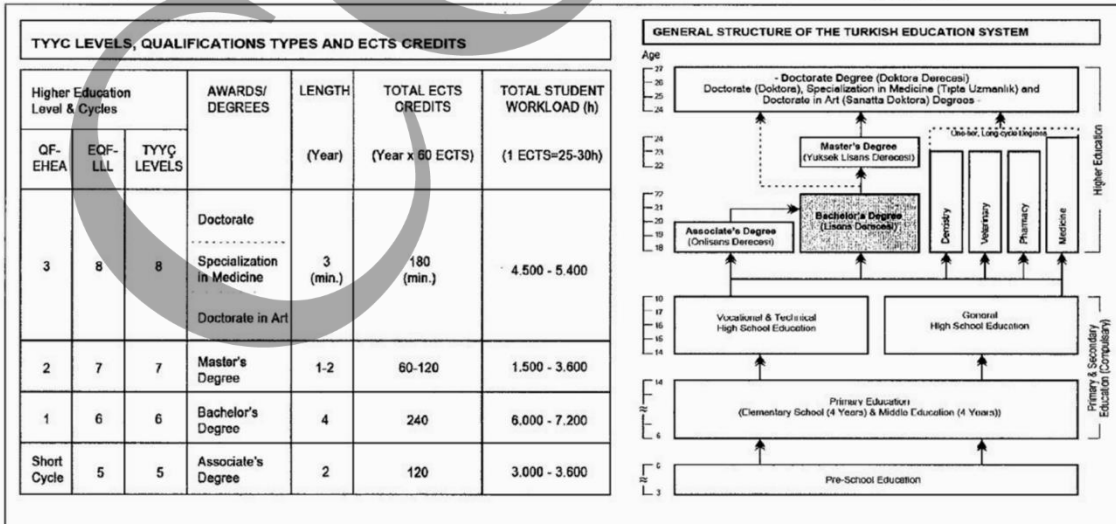 TYYC LEVELS, QUALIFICATIONS TYPES AND ECTS CREDITS
Higher Education
Level & Cycles
AWARDS/
DEGREES
LENGTH
(Year)
TOTAL ECTS
CREDITS
(Year x 60 ECTS)
TOTAL STUDENT
WORKLOAD (h)
(1 ECTS=25-30h)
QF-
EHEA
EQF-
LLL
TYYÇ
LEVELS
3
8
8
Doctorate
Specialization
in Medicine
Doctorate in Art
3
(min.)
180
(min.)
4.500 - 5.400
2
7
7
Master's
Degree
1-2
60-120
1.500 - 3.600
1
6
6
Bachelor's
Degree
4
240
6.000 - 7.200
Short
Cycle
5
5
Associate's
Degree
2
120
3.000 - 3.600
GENERAL STRUCTURE OF THE TURKISH EDUCATION SYSTEM
Age
27
26
25
24
- Doctorate Degree (Doktora Derecesi)
Doctorate (Doktora), Specialization in Medicine (Tıpta Uzmanlık) and
Doctorate in Art (Sanatta Doktora) Degrees -
24
23
22
Master's Degree
(Yuksek Lisans Derecesi)
One-tier, Long-cycle Degrees
22
21
20
19
18
Associate's Degree
(Önlisans Derecesi)
Bachelor's Degree
(Lisans Derecesi)
Dentistry
Veterinary
Pharmacy
Medicine
Higher Education
17
16
15
14
Vocational & Technical
High School Education
General
High School Education
14
6
Primary Education
(Elementary School (4 Years) & Middle Education (4 Years))
Primary & Secondary
Education (Compulsary)
6
3
Pre-School Education